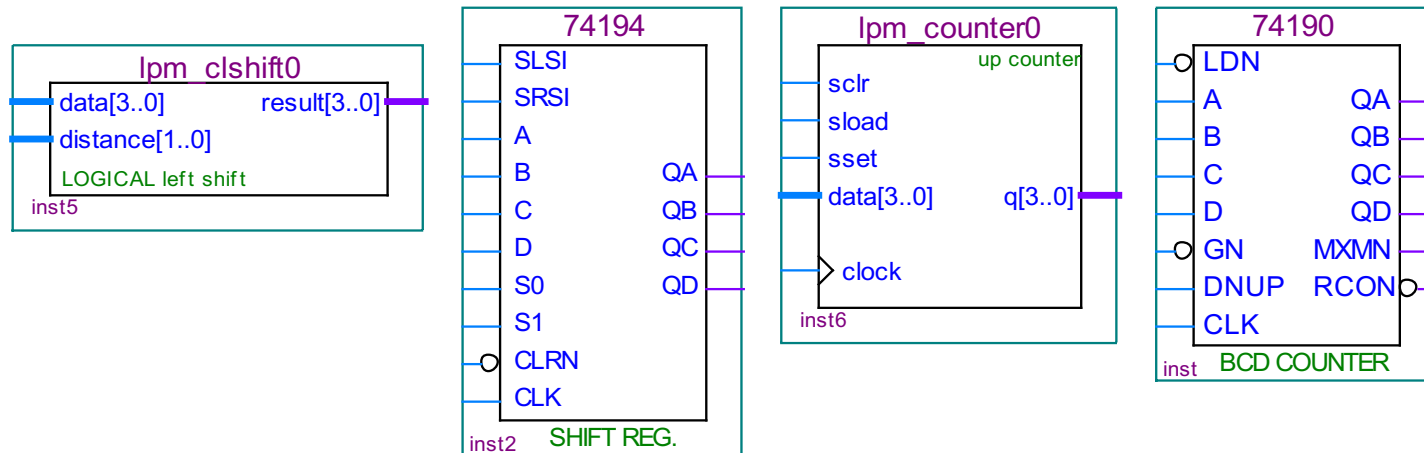 lpm_clshift0
data[3..0] result[3..0]
distance[1..0]
LOGICAL left shift
inst5
74194
SLSI
SRSI
A
B QA
C QB
D QC
S0 QD
S1
CLRN
CLK
SHIFT REG.
inst2
lpm_counter0
up counter
sclr
sload
sset
data[3..0] q[3..0]
clock
inst6
74190
LDN
A QA
B QB
C QC
D QD
GN MXMN
DNUP RCON
CLK
BCD COUNTER
inst